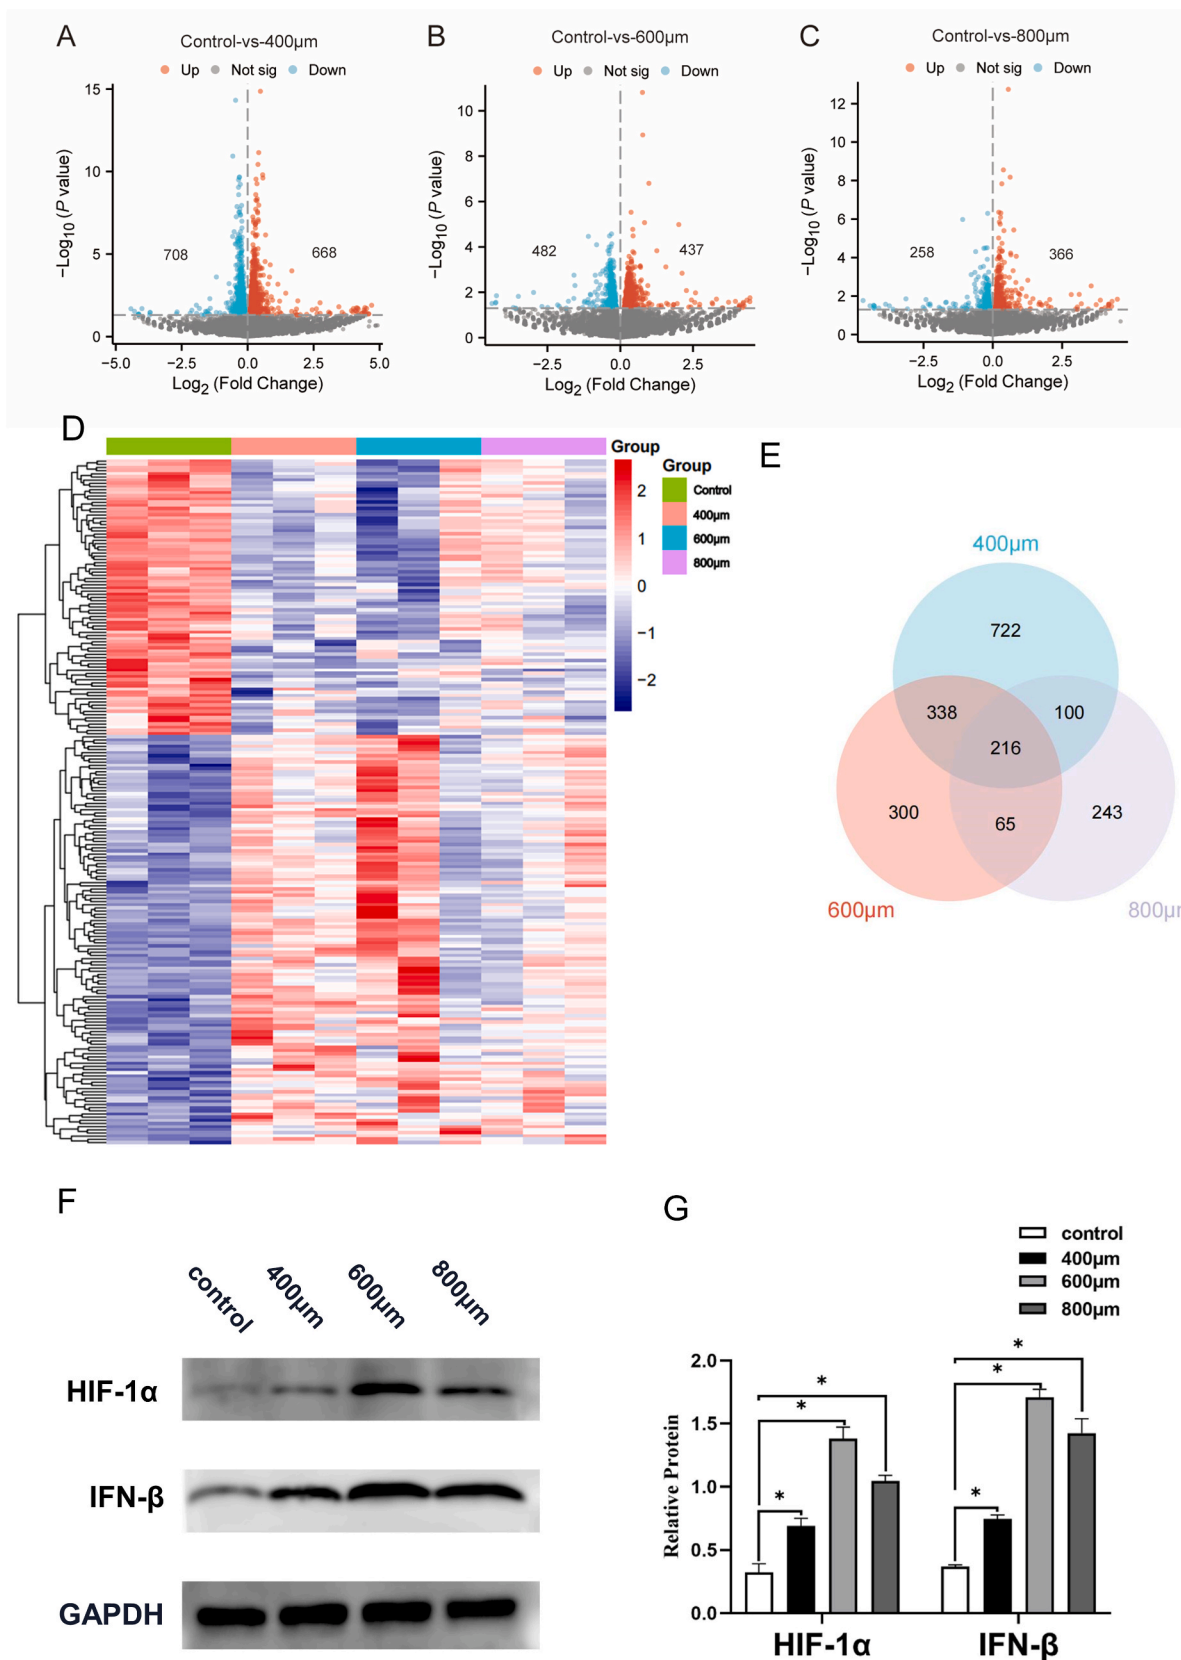 A
Control-vs-400μm
Up Not sig Down
−Log10 (P value)
15
10
5
0
708
668
−5.0 −2.5 0.0 2.5 5.0
Log2 (Fold Change)
B
Control-vs-600μm
Up Not sig Down
−Log10 (P value)
10
8
6
4
2
0
482
437
−2.5 0.0 2.5
Log2 (Fold Change)
C
Control-vs-800μm
Up Not sig Down
−Log10 (P value)
12
10
8
6
4
2
0
258
366
−2.5 0.0 2.5
Log2 (Fold Change)
D
Group
2
1
0
−1
−2
Group
Control
400μm
600μm
800μm
E
400μm
722
338
100
216
300
65
243
600μm
800μ
F
control
400μm
600μm
800μm
HIF-1α
IFN-β
GAPDH
G
control
400μm
600μm
800μm
Relative Protein
2.0
1.5
1.0
0.5
0.0
*
*
*
*
*
*
HIF-1α
IFN-β